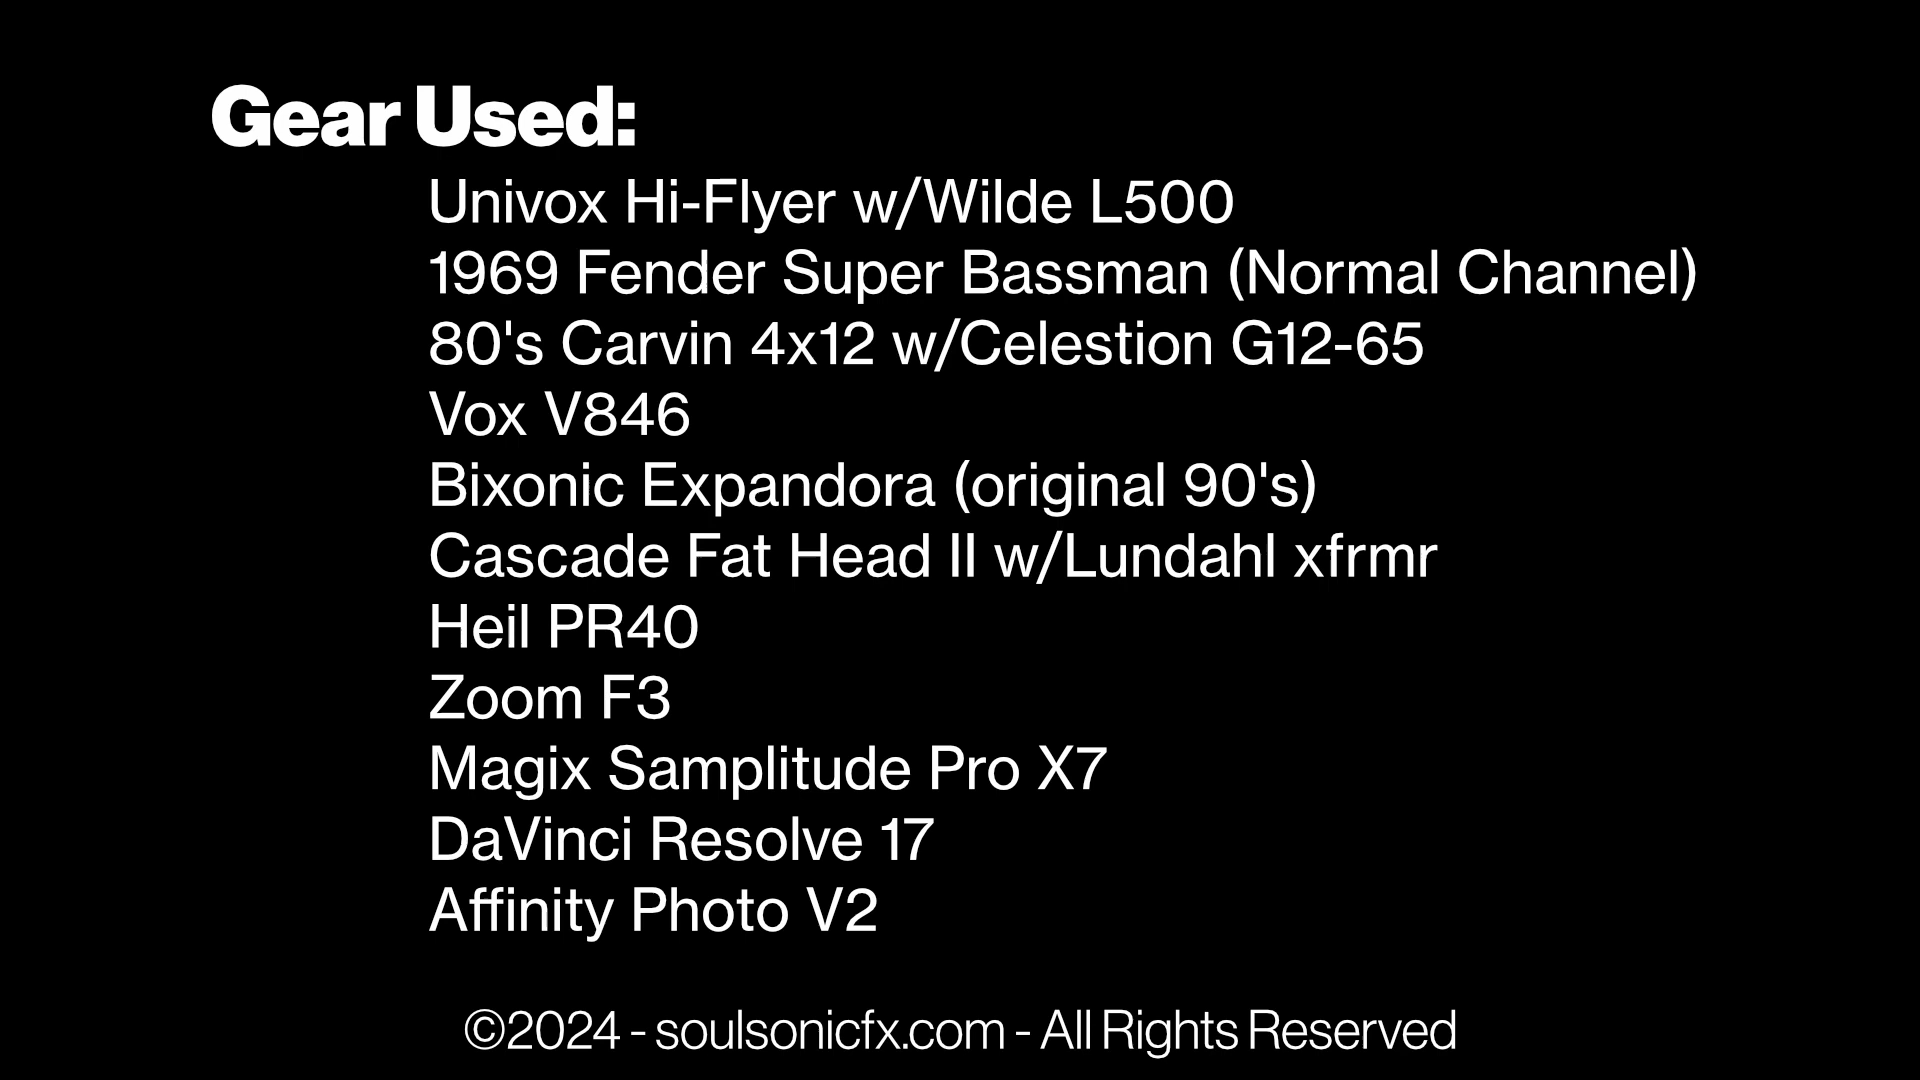 Gear Used:
Univox Hi-Flyer w/Wilde L500
1969 Fender Super Bassman (Normal Channel)
80's Carvin 4x12 w/Celestion G12-65
Vox V846
Bixonic Expandora (original 90's)
Cascade Fat Head II w/Lundahl xfrmr
Heil PR40
Zoom F3
Magix Samplitude Pro X7
DaVinci Resolve 17
Affinity Photo V2
©2024 - soulsonicfx.com - All Rights Reserved